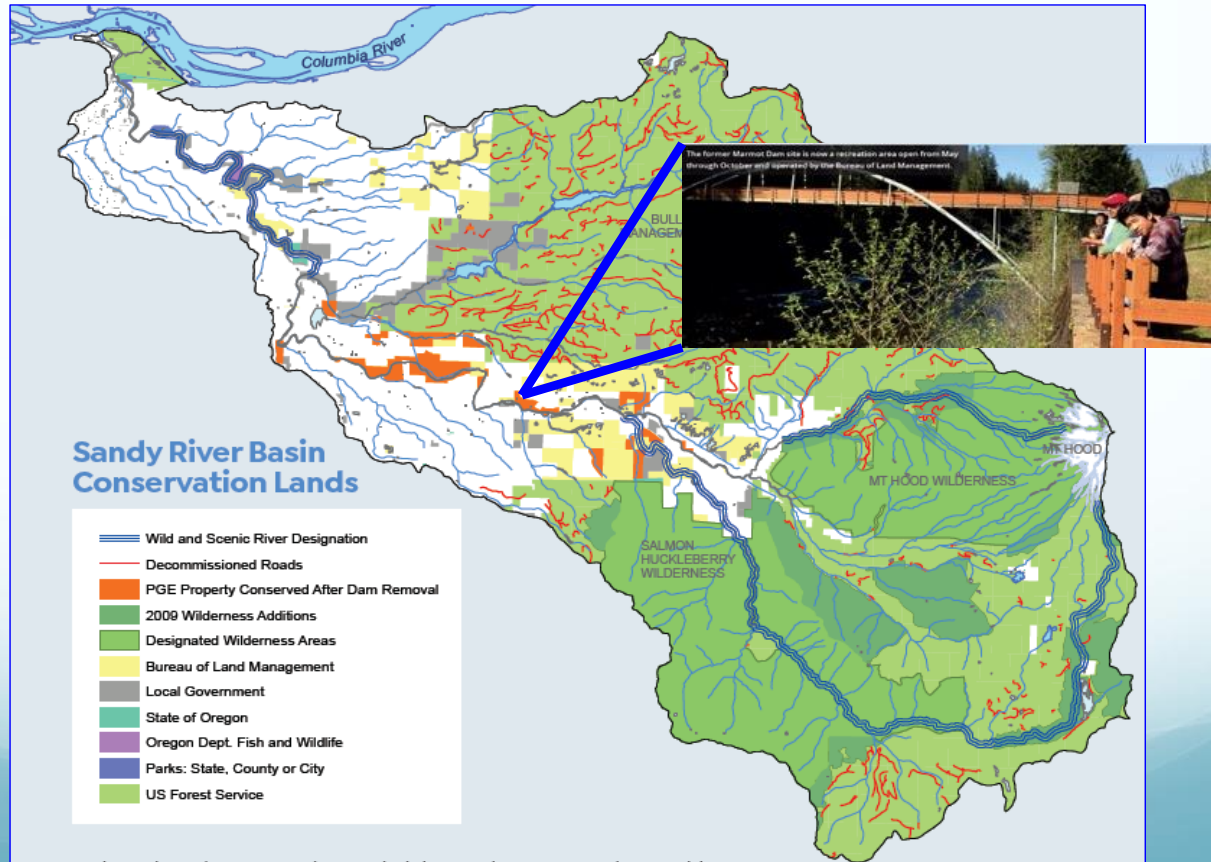 Columbia River
The former Marmot Dam site is now a recreation area open from May
through October and operated by the Bureau of Land Management.
BULL
ANAGEM
MT HOOD
MT HOOD WILDERNESS
SALMON
HUCKLEBERRY
WILDERNESS
Sandy River Basin
Conservation Lands
Wild and Scenic River Designation
Decommissioned Roads
PGE Property Conserved After Dam Removal
2009 Wilderness Additions
Designated Wilderness Areas
Bureau of Land Management
Local Government
State of Oregon
Oregon Dept. Fish and Wildlife
Parks: State, County or City
US Forest Service